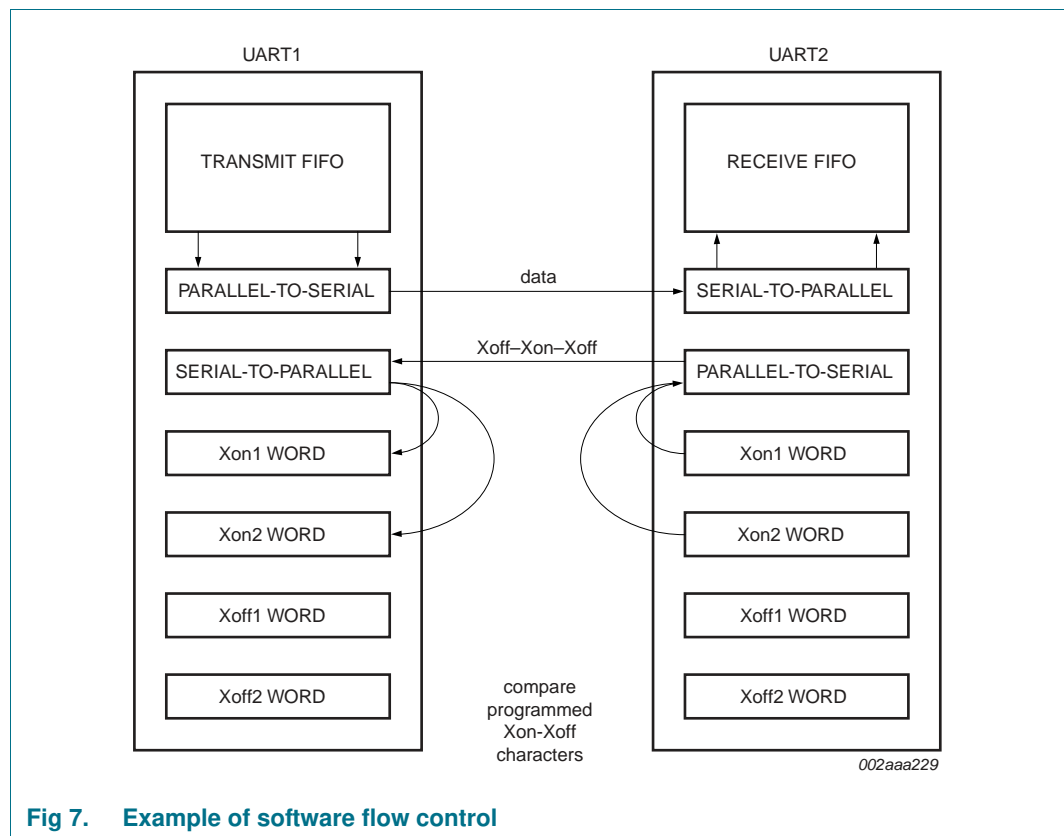 UART1
UART2
TRANSMIT FIFO
RECEIVE FIFO
PARALLEL-TO-SERIAL
data
SERIAL-TO-PARALLEL
Xoff–Xon–Xoff
SERIAL-TO-PARALLEL
PARALLEL-TO-SERIAL
Xon1 WORD
Xon1 WORD
Xon2 WORD
Xon2 WORD
Xoff1 WORD
Xoff1 WORD
Xoff2 WORD
Xoff2 WORD
compare
programmed
Xon-Xoff
characters
002aaa229
Fig 7. Example of software flow control